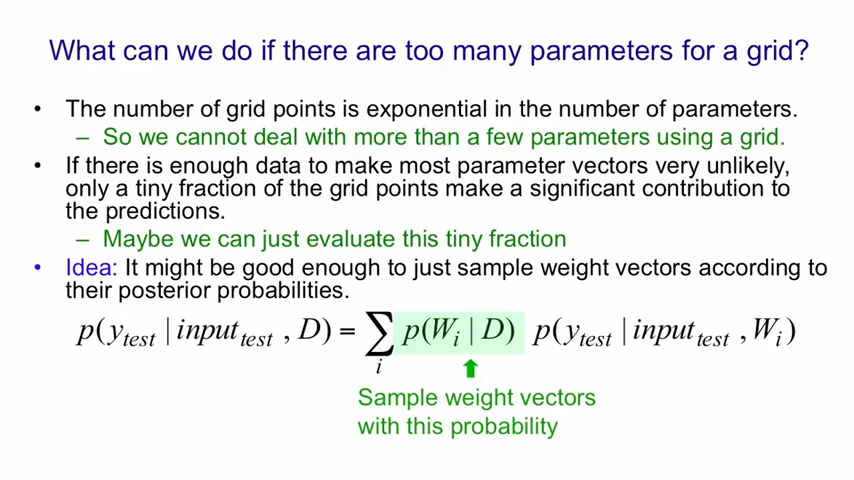 What can we do if there are too many parameters for a grid?
• The number of grid points is exponential in the number of parameters.
– So we cannot deal with more than a few parameters using a grid.
• If there is enough data to make most parameter vectors very unlikely,
only a tiny fraction of the grid points make a significant contribution to
the predictions.
– Maybe we can just evaluate this tiny fraction
• Idea: It might be good enough to just sample weight vectors according to
their posterior probabilities.
p(y_test | input_test , D) = ∑_i p(W_i | D) p(y_test | input_test , W_i)
Sample weight vectors
with this probability